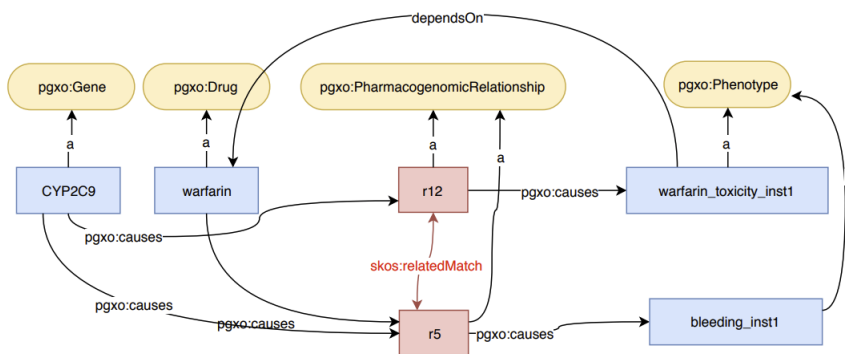 dependsOn
pgxo:Gene
pgxo:Drug
pgxo:PharmacogenomicRelationship
pgxo:Phenotype
a
a
a
a
a
CYP2C9
warfarin
r12
pgxo:causes
warfarin_toxicity_inst1
pgxo:causes
skos:relatedMatch
pgxo:causes
pgxo:causes
r5
pgxo:causes
bleeding_inst1